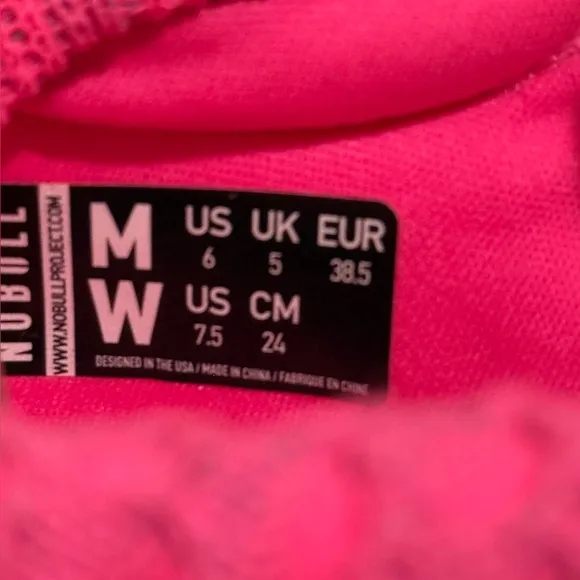 NOBULL
WWW.NOBULLPROJECT.COM
M US UK EUR
6 5 38.5
W US CM
7.5 24
DESIGNED IN THE USA / MADE IN CHINA / FABRIQUE EN CHINE